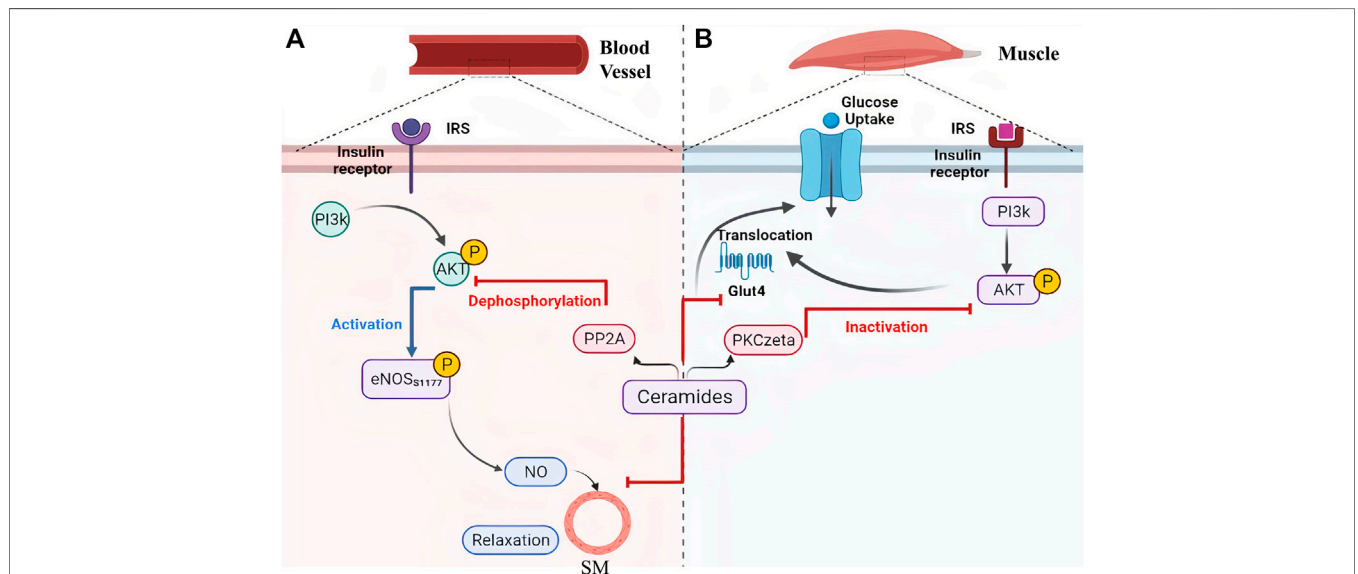 A
Blood
Vessel
IRS
Insulin
receptor
PI3k
P
AKT
Dephosphorylation
Activation
PP2A
P
eNOSS1177
Ceramides
NO
Relaxation
SM
B
Muscle
Glucose
Uptake
IRS
Insulin
receptor
PI3k
Translocation
Glut4
AKT
P
PKCzeta
Inactivation